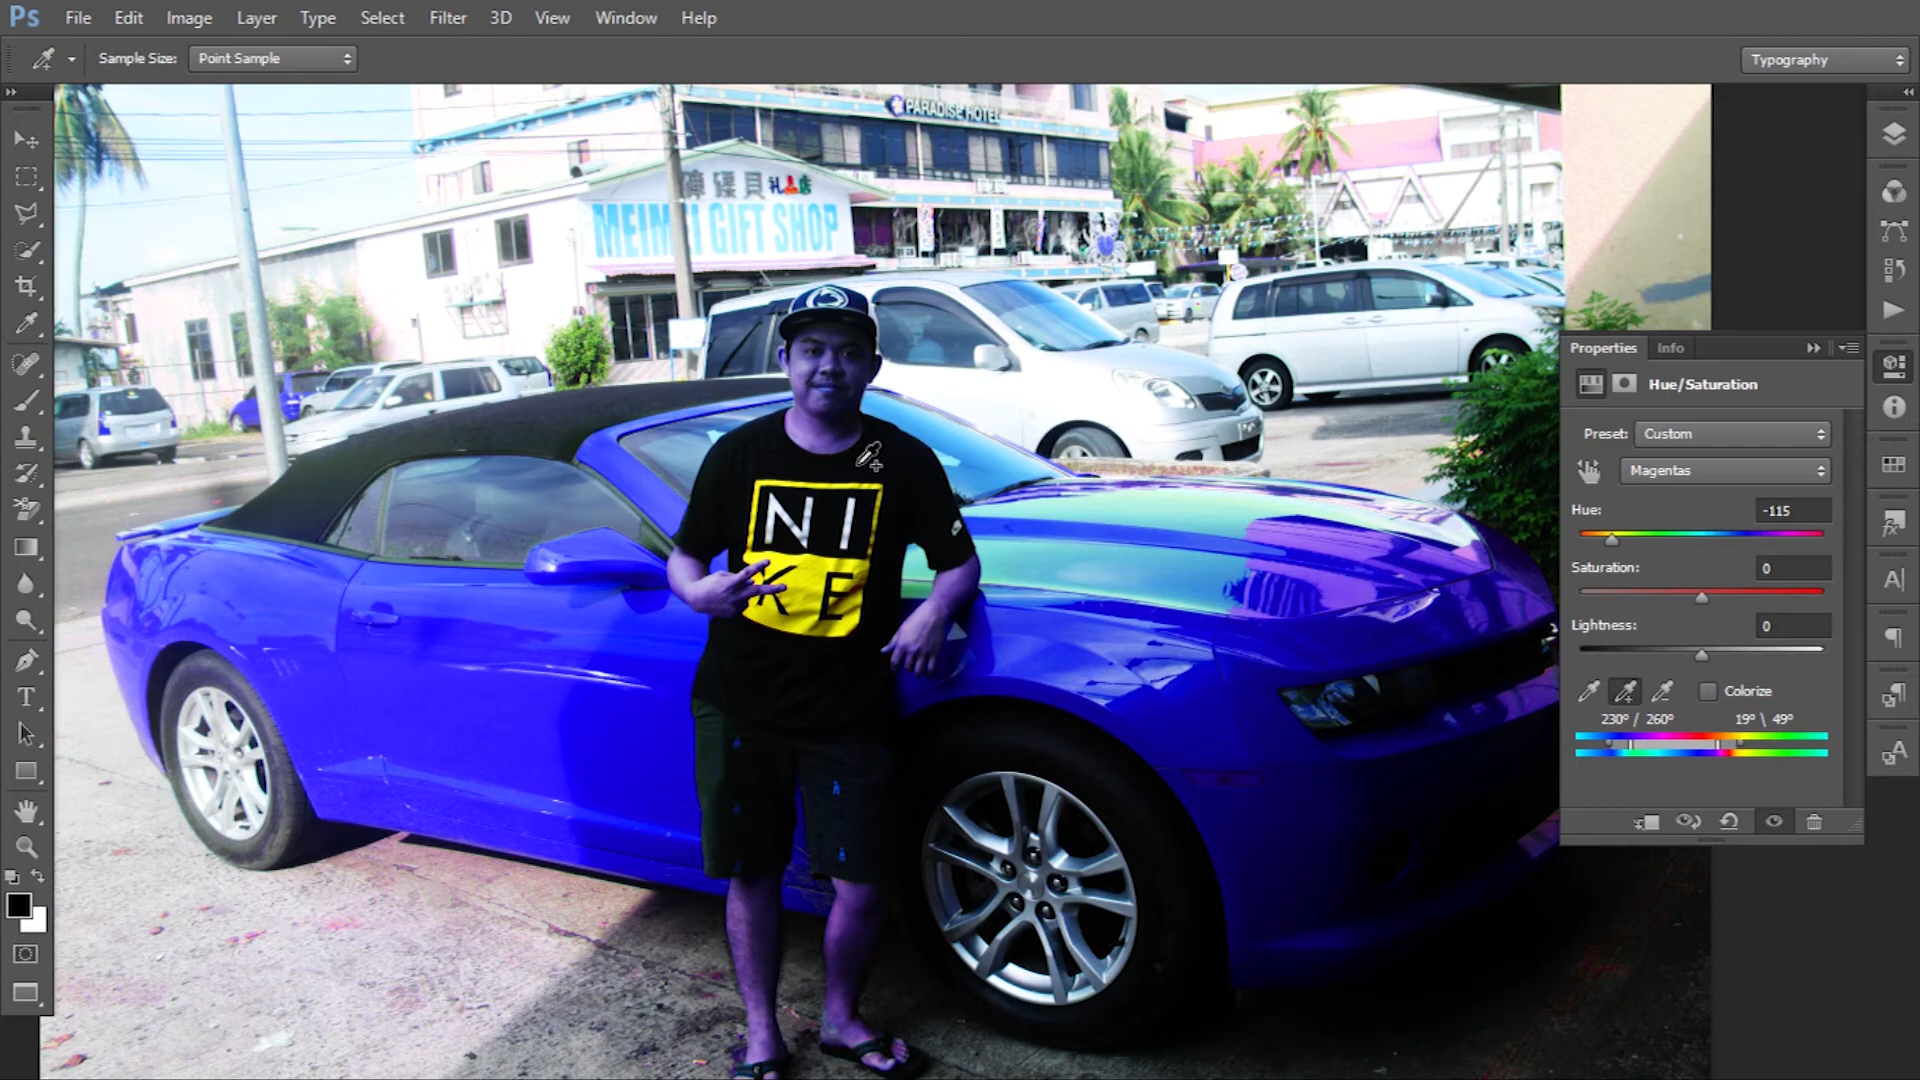 Ps File Edit Image Layer Type Select Filter 3D View Window Help
Sample Size: Point Sample
Typography
PARADISE HOTEL
MEIMEI GIFT SHOP
NI
KE
Properties Info
Hue/Saturation
Preset: Custom
Magentas
Hue: -115
Saturation: 0
Lightness: 0
Colorize
230° / 260° 19° \ 49°